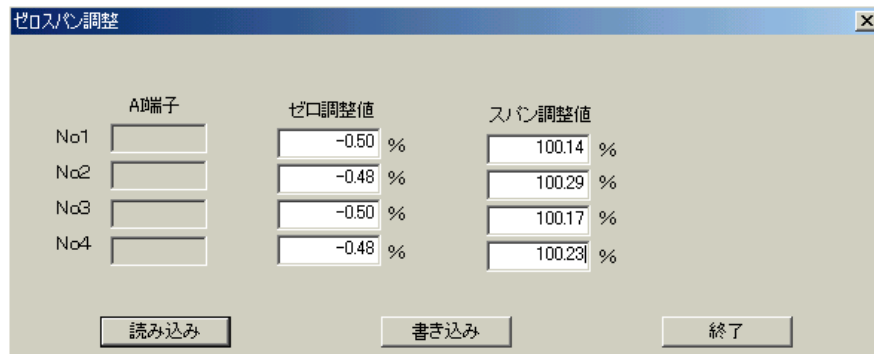 ゼロスパン調整
AI端子 ゼロ調整値 スパン調整値
No1 -0.50 % 100.14 %
No2 -0.48 % 100.29 %
No3 -0.50 % 100.17 %
No4 -0.48 % 100.23 %
読み込み 書き込み 終了